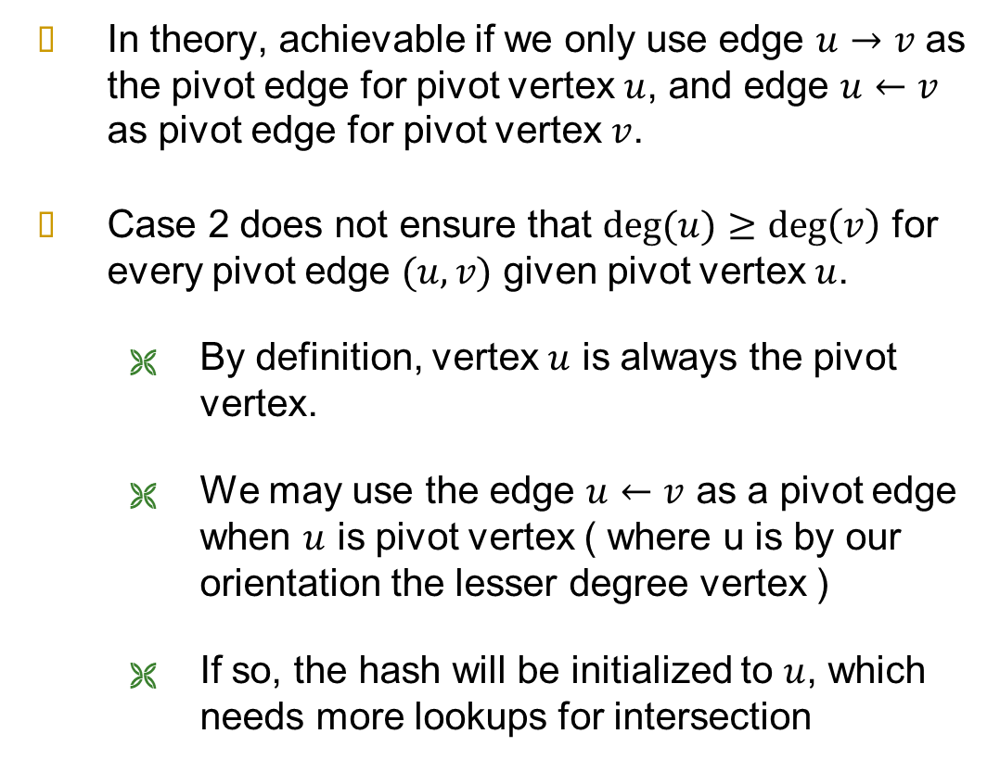 In theory, achievable if we only use edge 𝑢 → 𝑣 as
the pivot edge for pivot vertex 𝑢, and edge 𝑢 ← 𝑣
as pivot edge for pivot vertex 𝑣.
Case 2 does not ensure that deg(𝑢) ≥ deg(𝑣) for
every pivot edge (𝑢, 𝑣) given pivot vertex 𝑢.
By definition, vertex 𝑢 is always the pivot
vertex.
We may use the edge 𝑢 ← 𝑣 as a pivot edge
when 𝑢 is pivot vertex ( where u is by our
orientation the lesser degree vertex )
If so, the hash will be initialized to 𝑢, which
needs more lookups for intersection